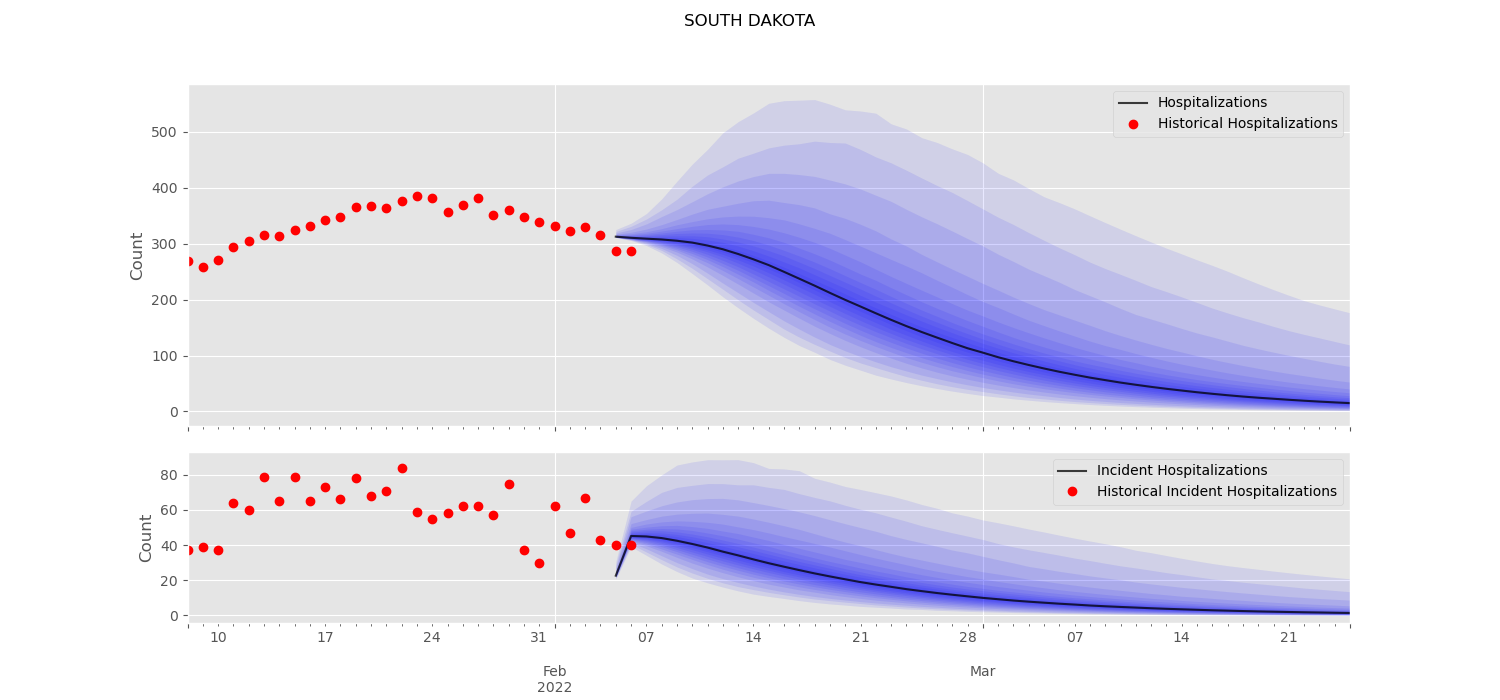 SOUTH DAKOTA
Hospitalizations
Historical Hospitalizations
Count
500
400
300
200
100
0
Incident Hospitalizations
Historical Incident Hospitalizations
Count
80
60
40
20
0
10 17 24 31 07 14 21 28 07 14 21
Feb Mar
2022